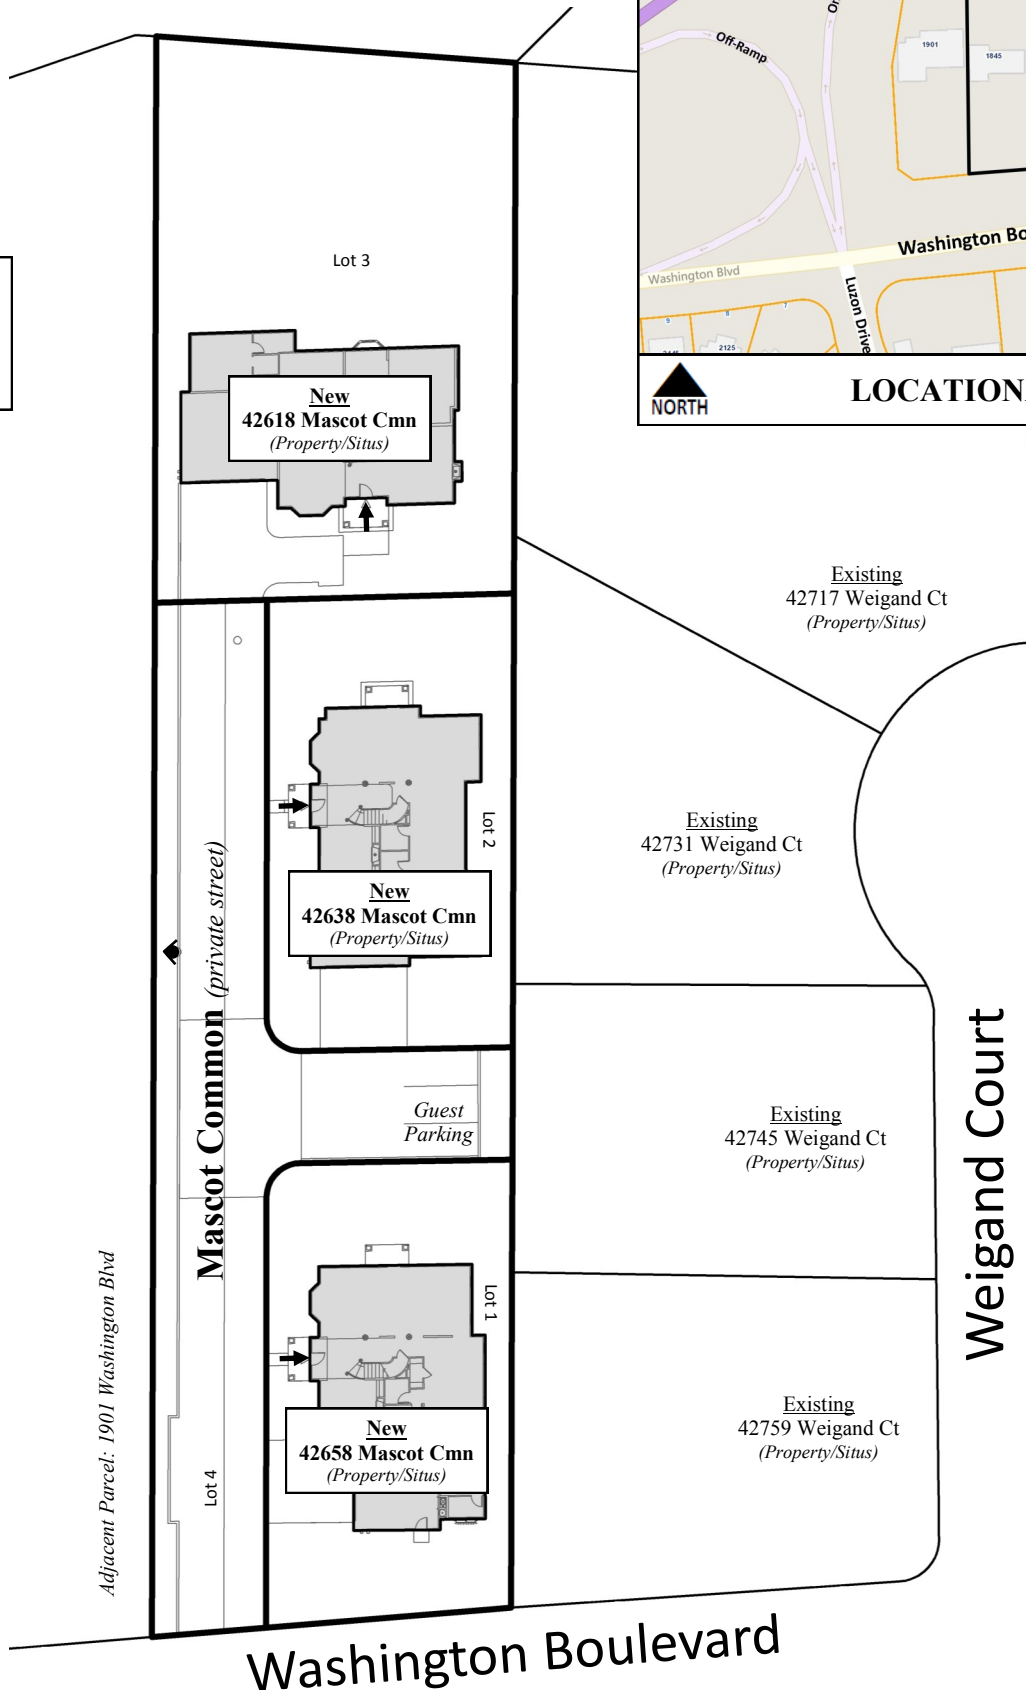 Off-Ramp
1901
1845
Washington Bo
Washington Blvd
Luzon Drive
9
8
7
2125
NORTH
LOCATION
Lot 3
New
42618 Mascot Cmn
(Property/Situs)
Existing
42717 Weigand Ct
(Property/Situs)
Lot 2
New
42638 Mascot Cmn
(Property/Situs)
Existing
42731 Weigand Ct
(Property/Situs)
Mascot Common (private street)
Guest
Parking
Existing
42745 Weigand Ct
(Property/Situs)
Weigand Court
Lot 1
New
42658 Mascot Cmn
(Property/Situs)
Existing
42759 Weigand Ct
(Property/Situs)
Lot 4
Adjacent Parcel: 1901 Washington Blvd
Washington Boulevard